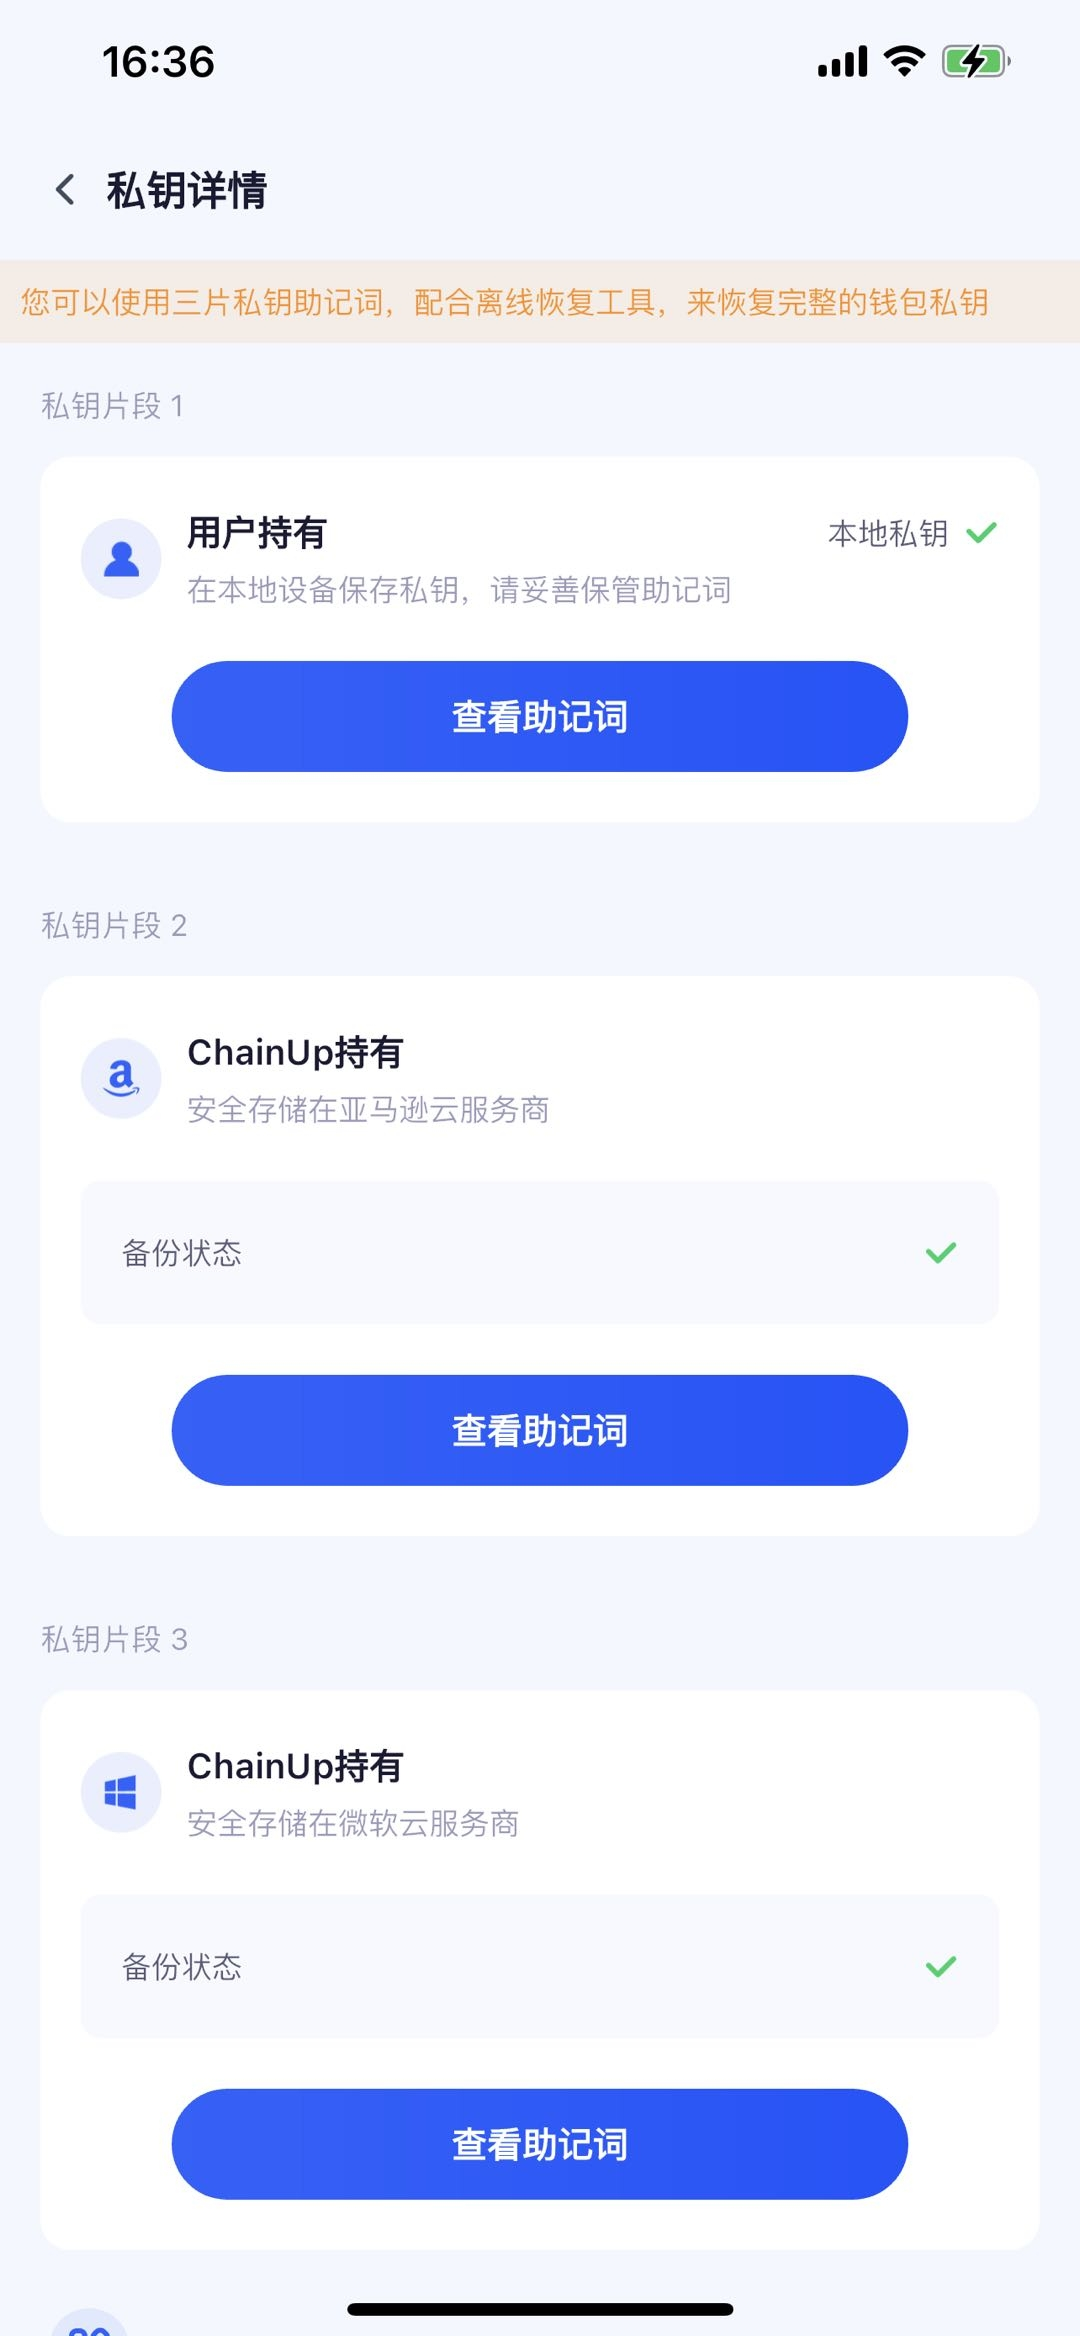 16:36
私钥详情
您可以使用三片私钥助记词，配合离线恢复工具，来恢复完整的钱包私钥
私钥片段 1
用户持有
本地私钥
在本地设备保存私钥，请妥善保管助记词
查看助记词
私钥片段 2
ChainUp持有
安全存储在亚马逊云服务商
备份状态
查看助记词
私钥片段 3
ChainUp持有
安全存储在微软云服务商
备份状态
查看助记词